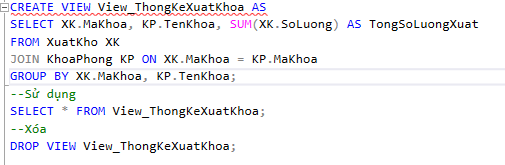 CREATE VIEW View_ThongKeXuatKhoa AS
SELECT XK.MaKhoa, KP.TenKhoa, SUM(XK.SoLuong) AS TongSoLuongXuat
FROM XuatKho XK
JOIN KhoaPhong KP ON XK.MaKhoa = KP.MaKhoa
GROUP BY XK.MaKhoa, KP.TenKhoa;
--Sử dụng
SELECT * FROM View_ThongKeXuatKhoa;
--Xóa
DROP VIEW View_ThongKeXuatKhoa;